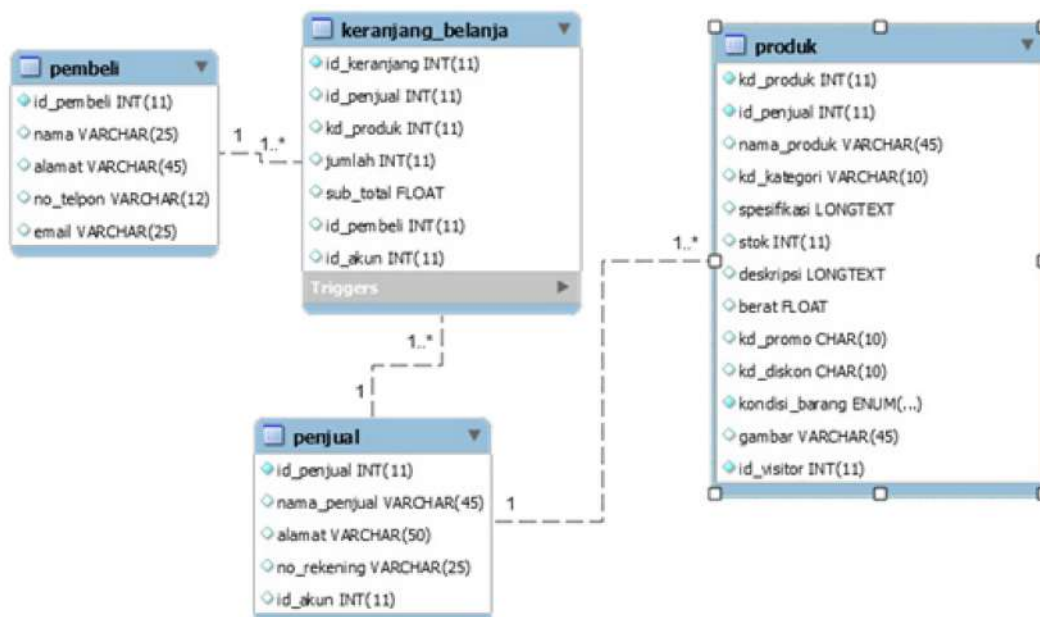 pembeli
id_pembeli INT(11)
nama VARCHAR(25)
alamat VARCHAR(45)
no_telpon VARCHAR(12)
email VARCHAR(25)
1
1..*
keranjang_belanja
id_keranjang INT(11)
id_penjual INT(11)
kd_produk INT(11)
jumlah INT(11)
sub_total FLOAT
id_pembeli INT(11)
id_akun INT(11)
Triggers
1..*
1
penjual
id_penjual INT(11)
nama_penjual VARCHAR(45)
alamat VARCHAR(50)
no_rekening VARCHAR(25)
id_akun INT(11)
1
1..*
produk
kd_produk INT(11)
id_penjual INT(11)
nama_produk VARCHAR(45)
kd_kategori VARCHAR(10)
spesifikasi LONGTEXT
stok INT(11)
deskripsi LONGTEXT
berat FLOAT
kd_promo CHAR(10)
kd_diskon CHAR(10)
kondisi_barang ENUM(...)
gambar VARCHAR(45)
id_visitor INT(11)